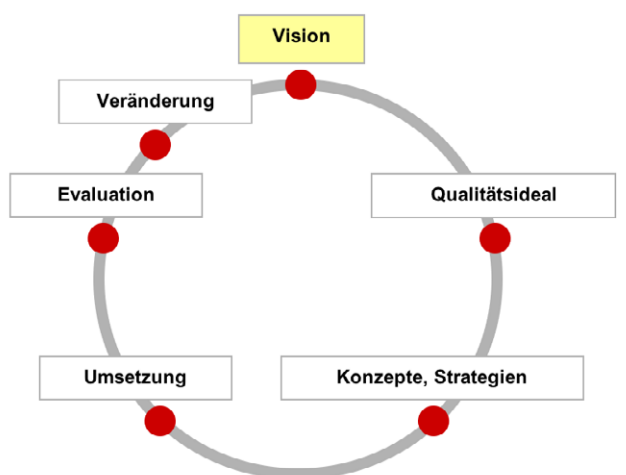 Vision
Veränderung
Evaluation
Qualitätsideal
Umsetzung
Konzepte, Strategien